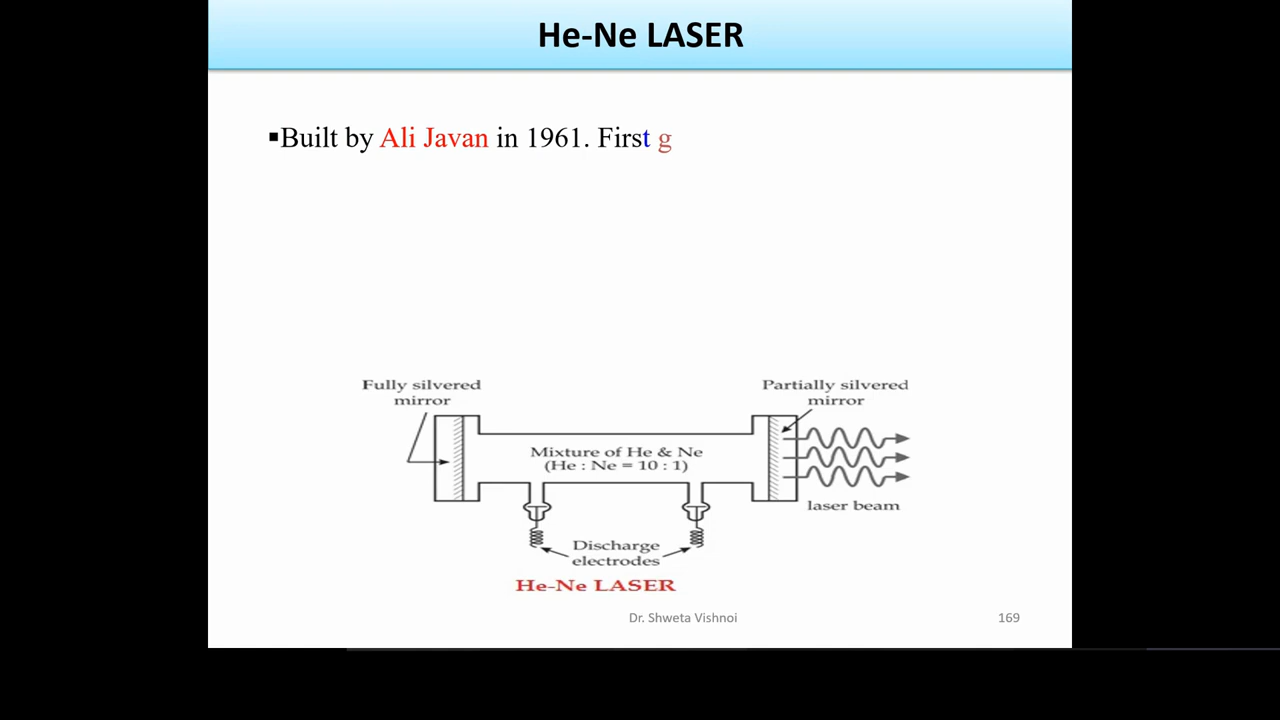 He-Ne LASER
▪Built by Ali Javan in 1961. First g
Fully silvered
mirror
Partially silvered
mirror
Mixture of He & Ne
(He : Ne = 10 : 1)
laser beam
Discharge
electrodes
He-Ne LASER
Dr. Shweta Vishnoi
169